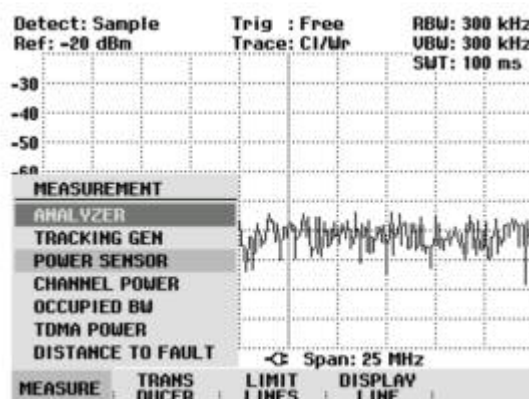 Detect: Sample Trig : Free RBW: 300 kHz
Ref: -20 dBm Trace: Cl/Wr VBW: 300 kHz
SWT: 100 ms
-30
-40
-50
-60
MEASUREMENT
ANALYZER
TRACKING GEN
POWER SENSOR
CHANNEL POWER
OCCUPIED BW
TDMA POWER
DISTANCE TO FAULT
Span: 25 MHz
MEASURE TRANS DUCER LIMIT LINES DISPLAY LINE